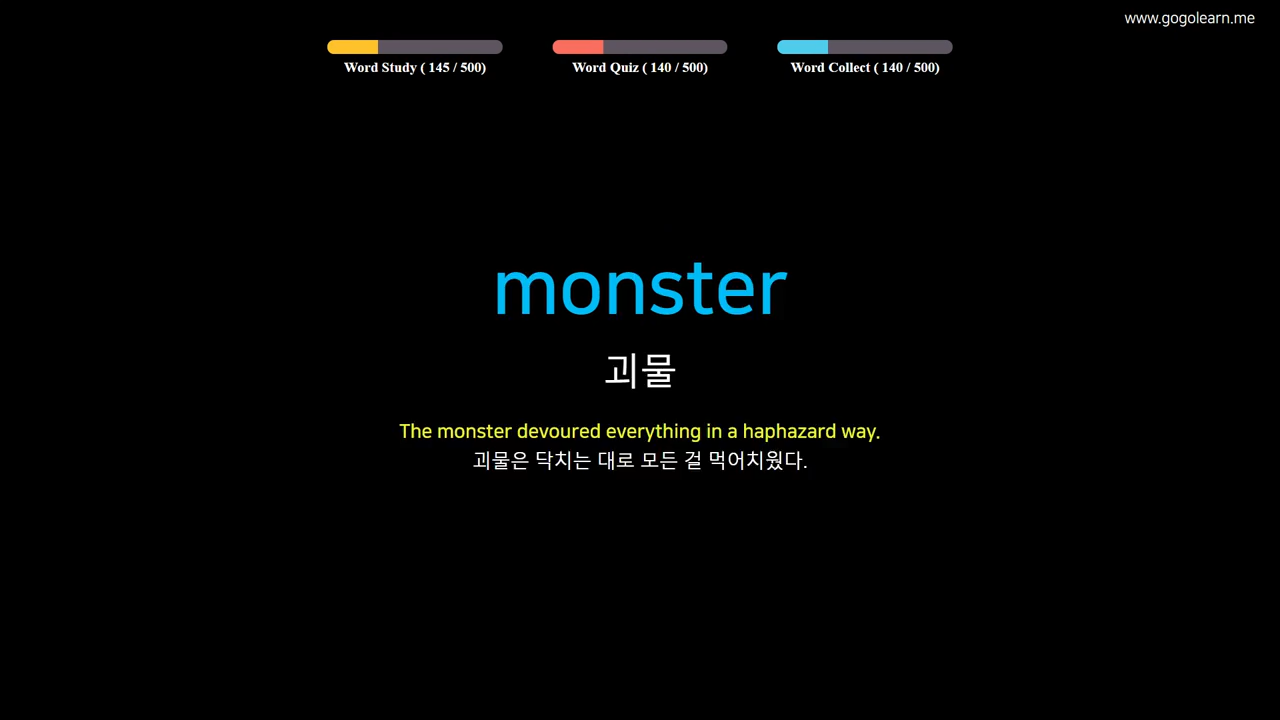 www.gogolearn.me
Word Study ( 145 / 500)
Word Quiz ( 140 / 500)
Word Collect ( 140 / 500)
monster
괴물
The monster devoured everything in a haphazard way.
괴물은 닥치는 대로 모든 걸 먹어치웠다.